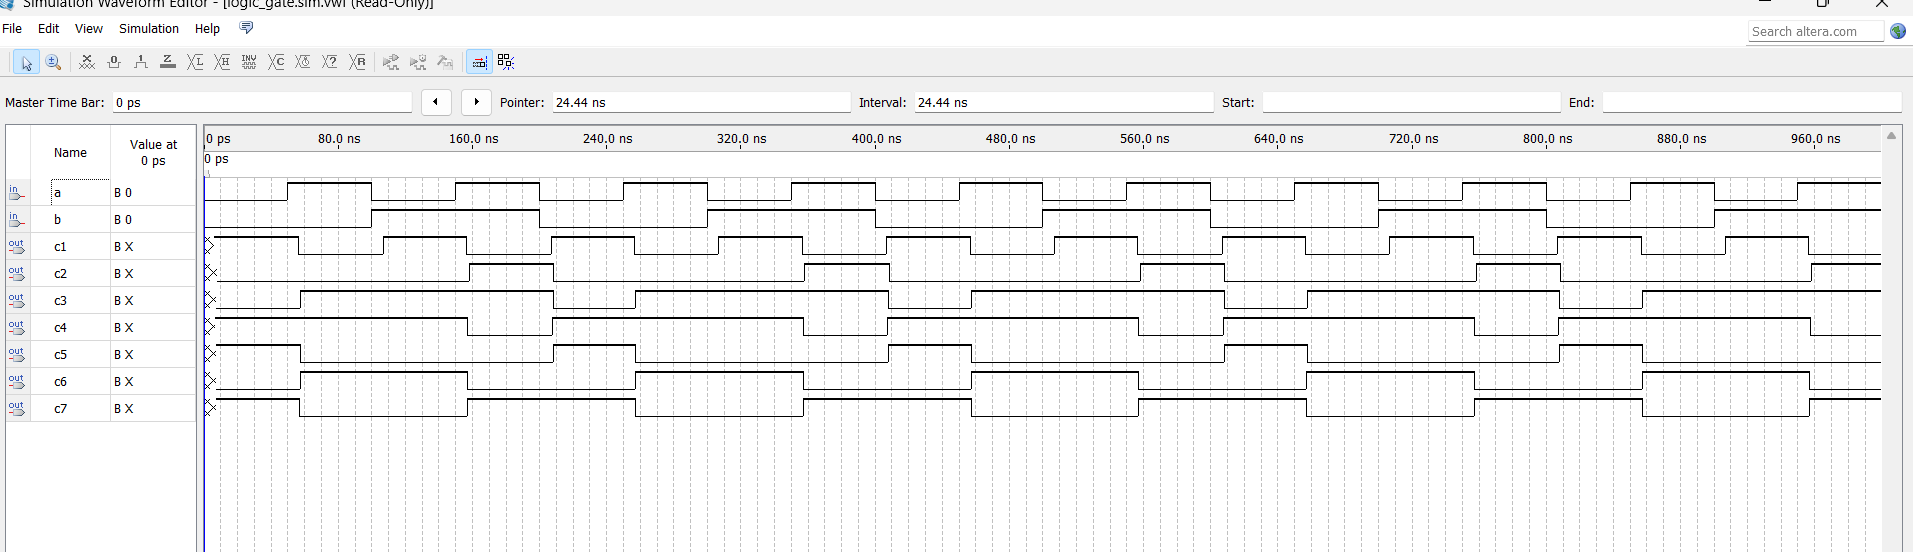 Simulation Waveform Editor - [logic_gate.sim.vwf (Read-Only)]
File Edit View Simulation Help
Search altera.com
Master Time Bar: 0 ps Pointer: 24.44 ns Interval: 24.44 ns Start: End:
Name Value at 0 ps
0 ps 80.0 ns 160.0 ns 240.0 ns 320.0 ns 400.0 ns 480.0 ns 560.0 ns 640.0 ns 720.0 ns 800.0 ns 880.0 ns 960.0 ns
0 ps
in a B 0
in b B 0
out c1 B X
out c2 B X
out c3 B X
out c4 B X
out c5 B X
out c6 B X
out c7 B X